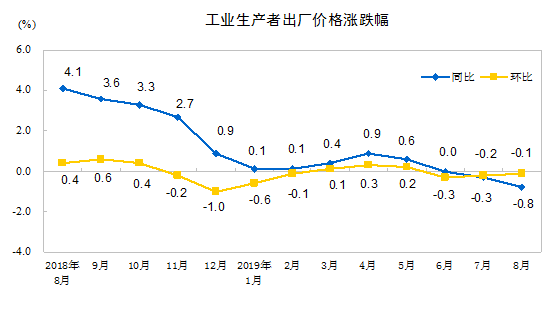 工业生产者出厂价格涨跌幅
(%)
6.0
4.0
2.0
0.0
-2.0
-4.0
同比
环比
4.1
3.6
3.3
2.7
0.9
0.1
0.1
0.4
0.9
0.6
0.0
-0.2
-0.1
0.4
0.6
0.4
-0.2
-1.0
-0.6
-0.1
0.1
0.3
0.2
-0.3
-0.3
-0.8
2018年
8月
9月
10月
11月
12月
2019年
1月
2月
3月
4月
5月
6月
7月
8月